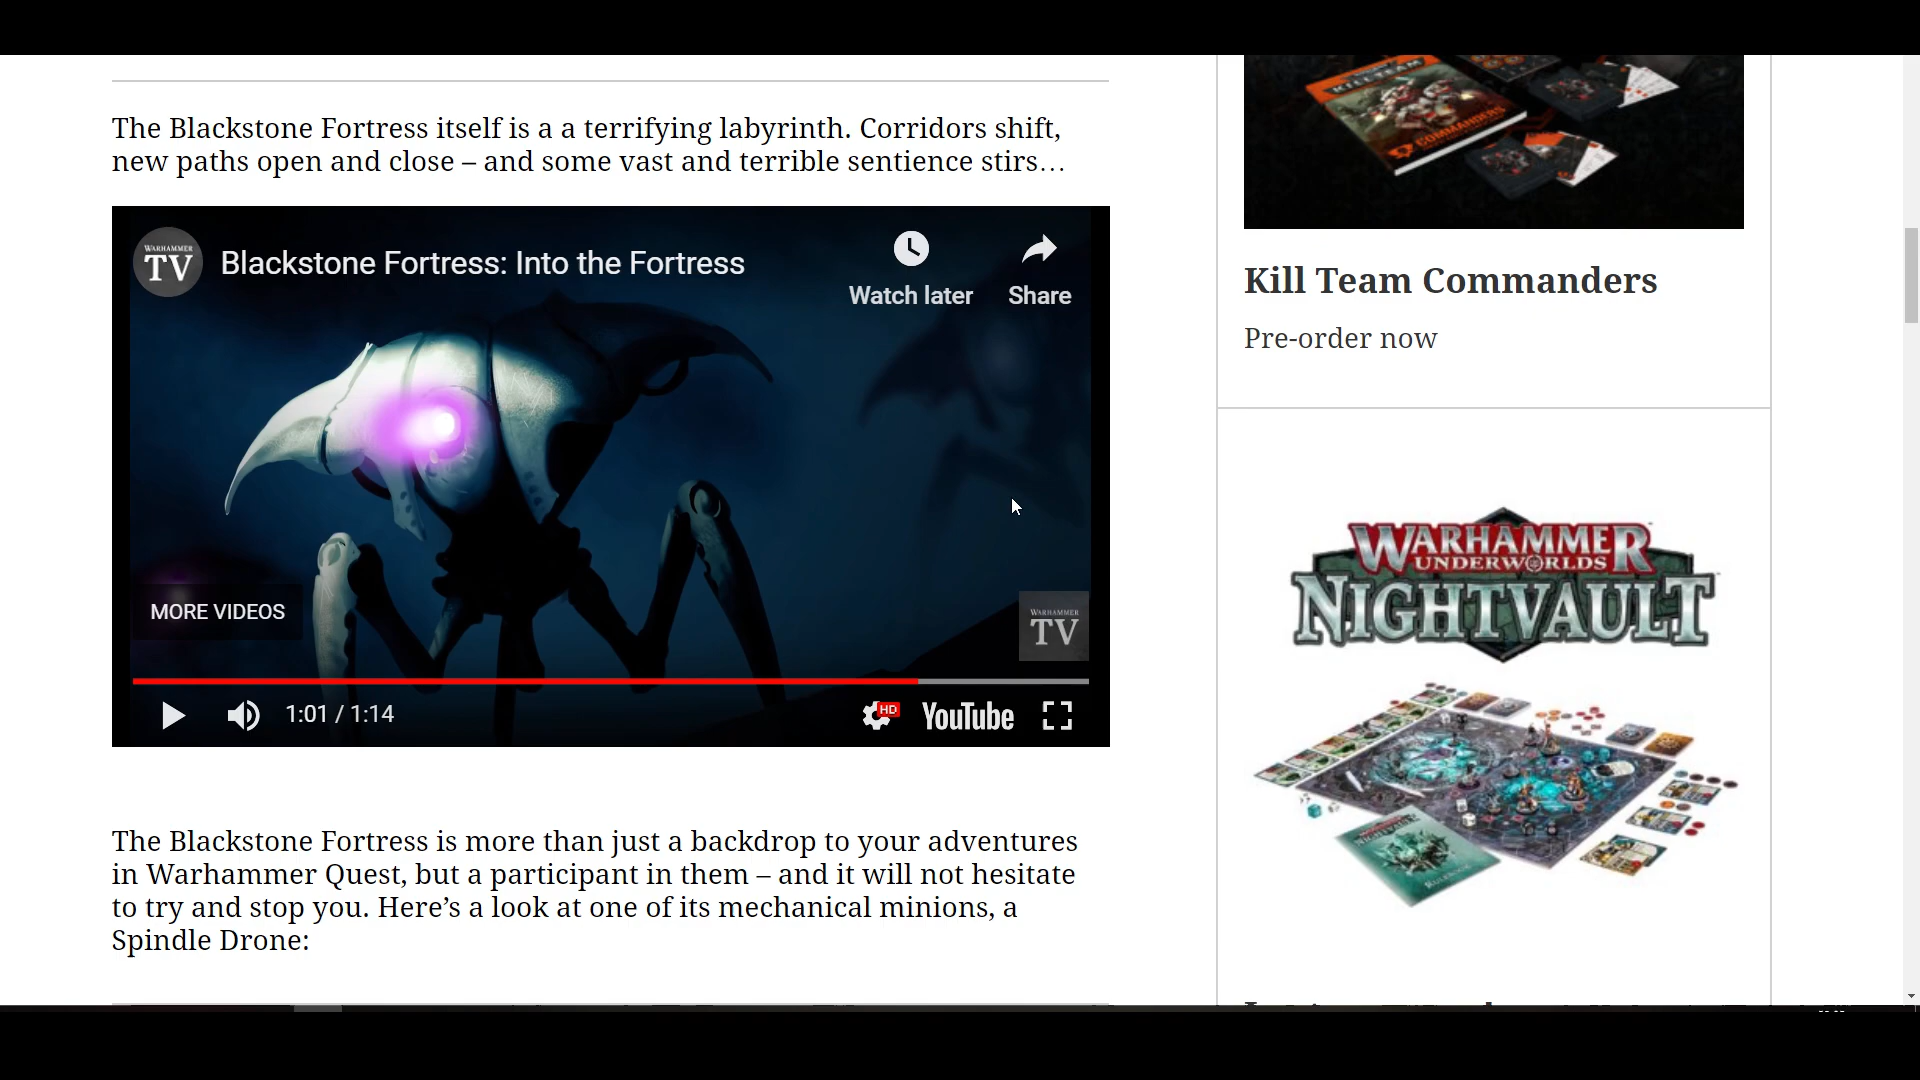 The Blackstone Fortress itself is a a terrifying labyrinth. Corridors shift,
new paths open and close – and some vast and terrible sentience stirs…
WARHAMMER
TV
Blackstone Fortress: Into the Fortress
Watch later
Share
MORE VIDEOS
WARHAMMER
TV
1:01 / 1:14
HD
YouTube
The Blackstone Fortress is more than just a backdrop to your adventures
in Warhammer Quest, but a participant in them – and it will not hesitate
to try and stop you. Here’s a look at one of its mechanical minions, a
Spindle Drone:
KILL TEAM
COMMANDERS
Kill Team Commanders
Pre-order now
WARHAMMER
UNDERWORLDS
NIGHTVAULT